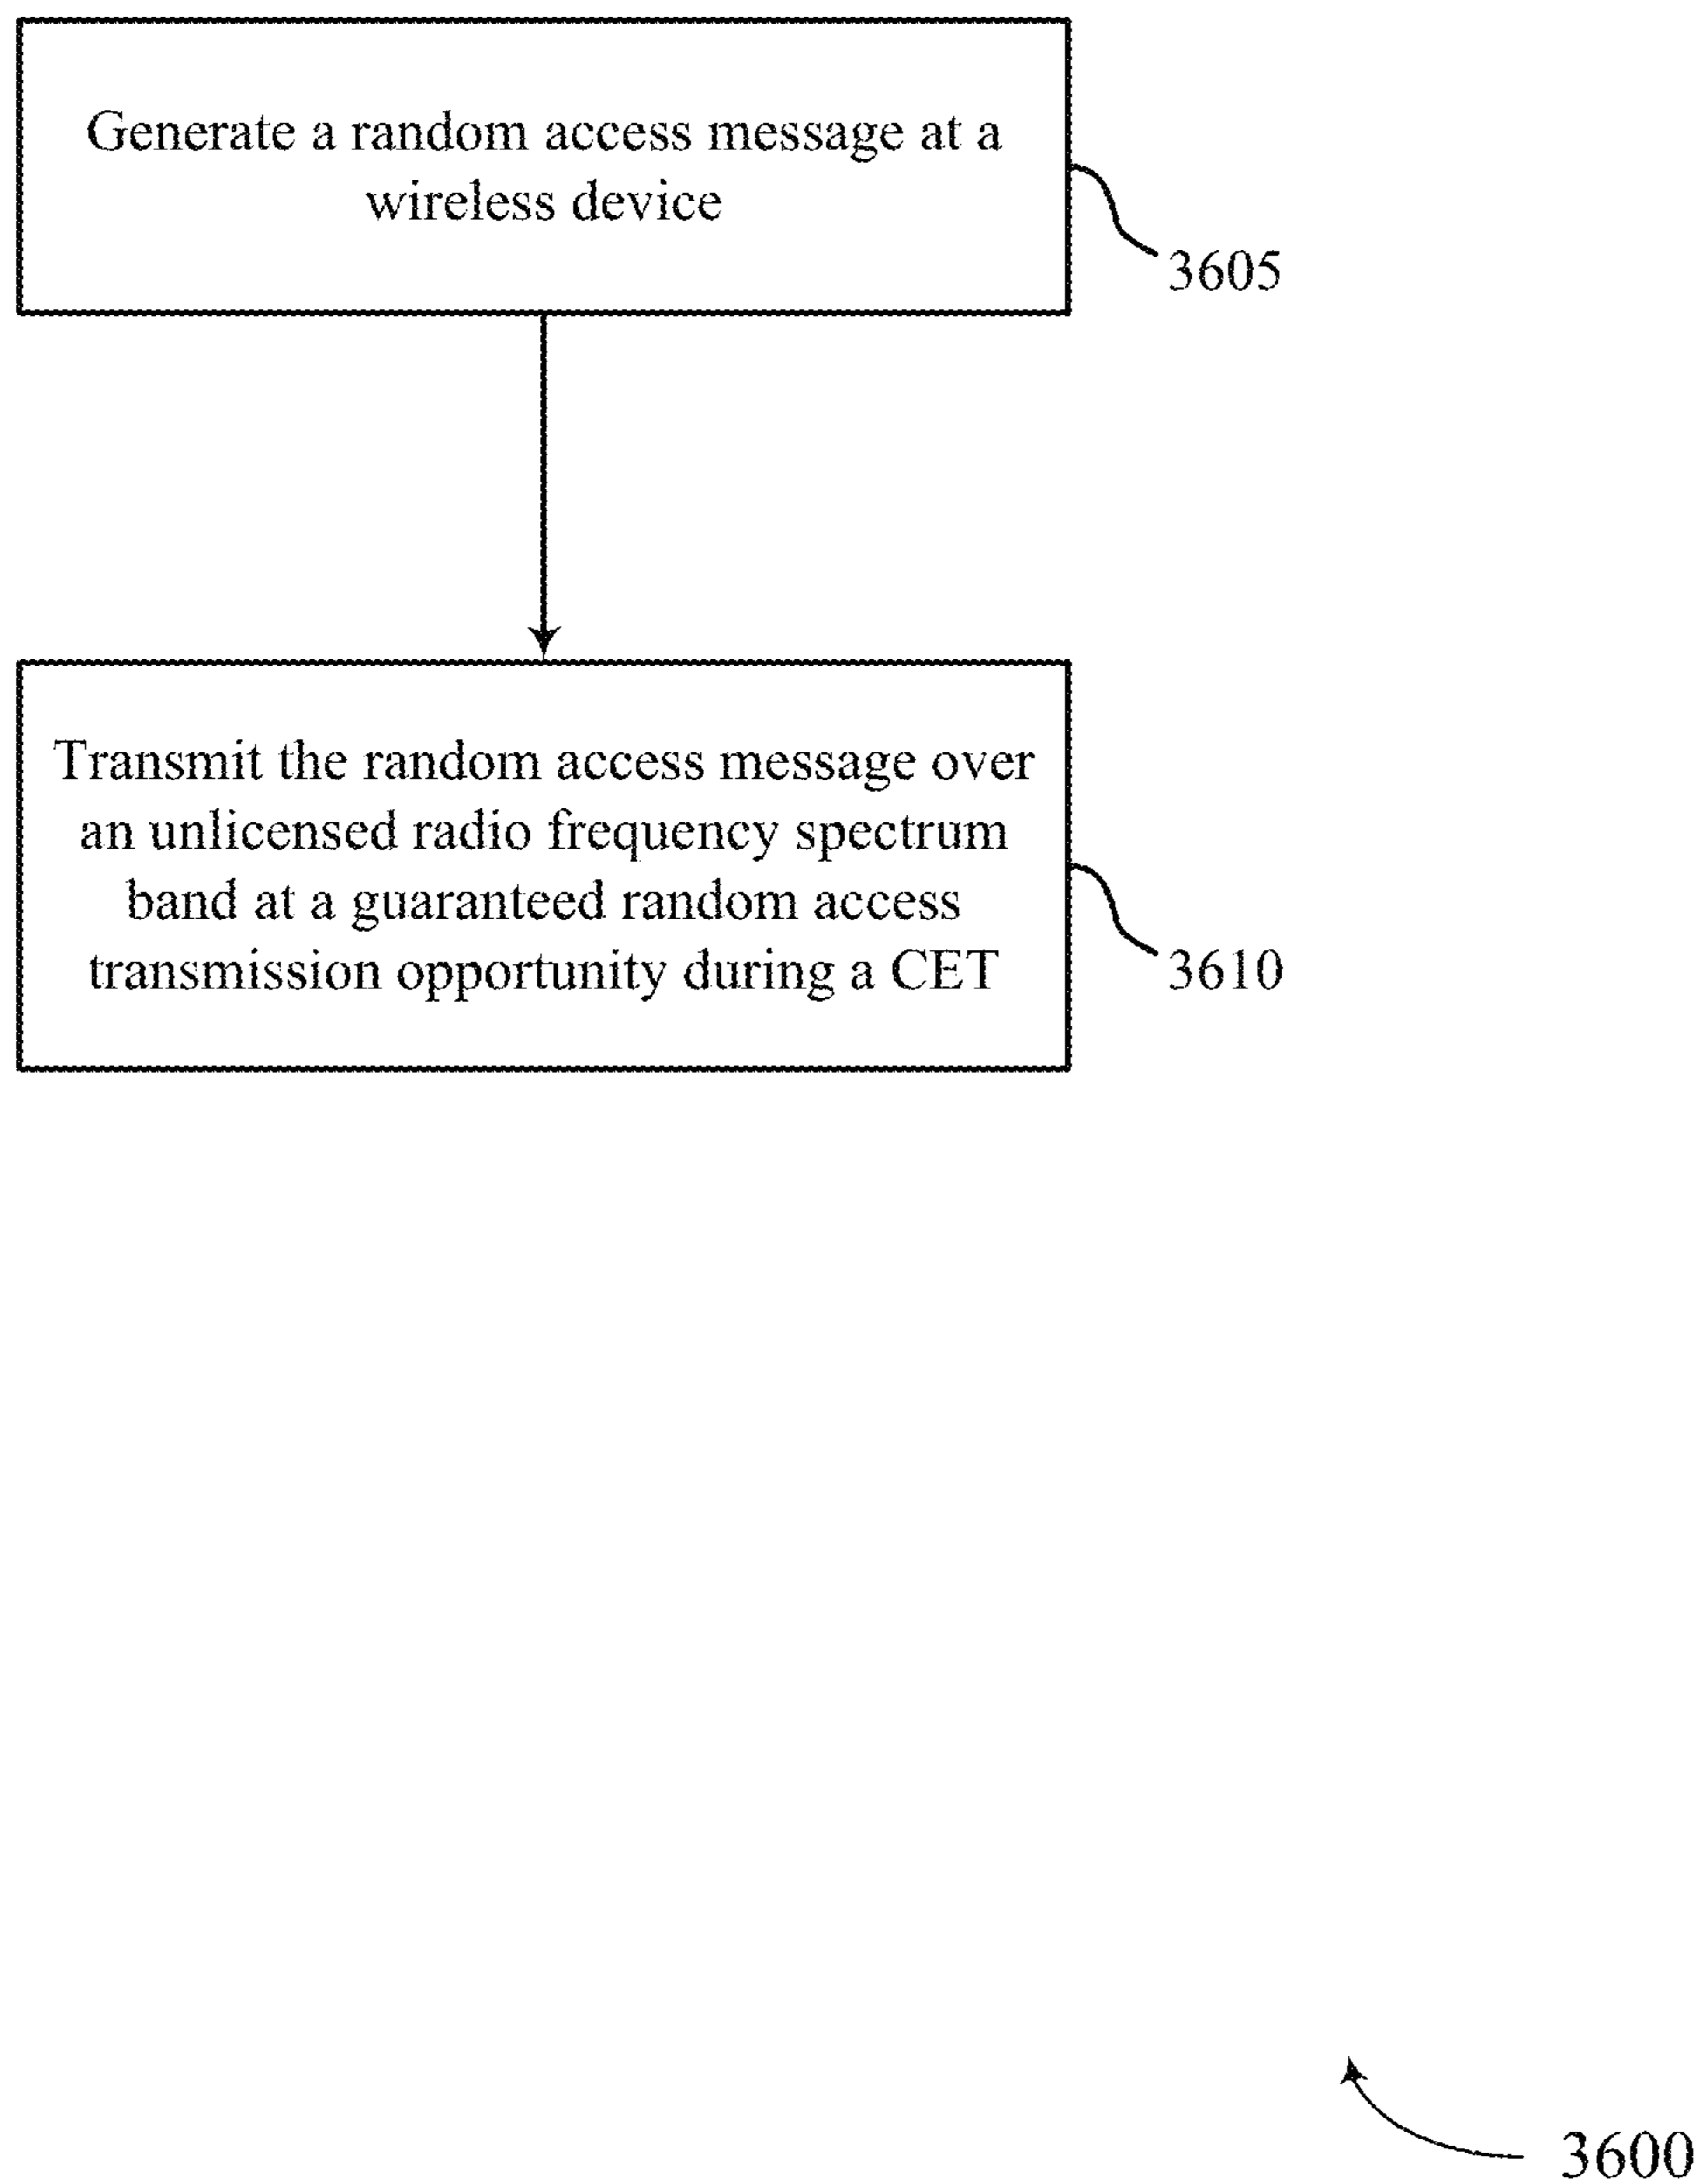 Generate a random access message at a
wireless device
3605
Transmit the random access message over
an unlicensed radio frequency spectrum
band at a guaranteed random access
transmission opportunity during a CET
3610
3600